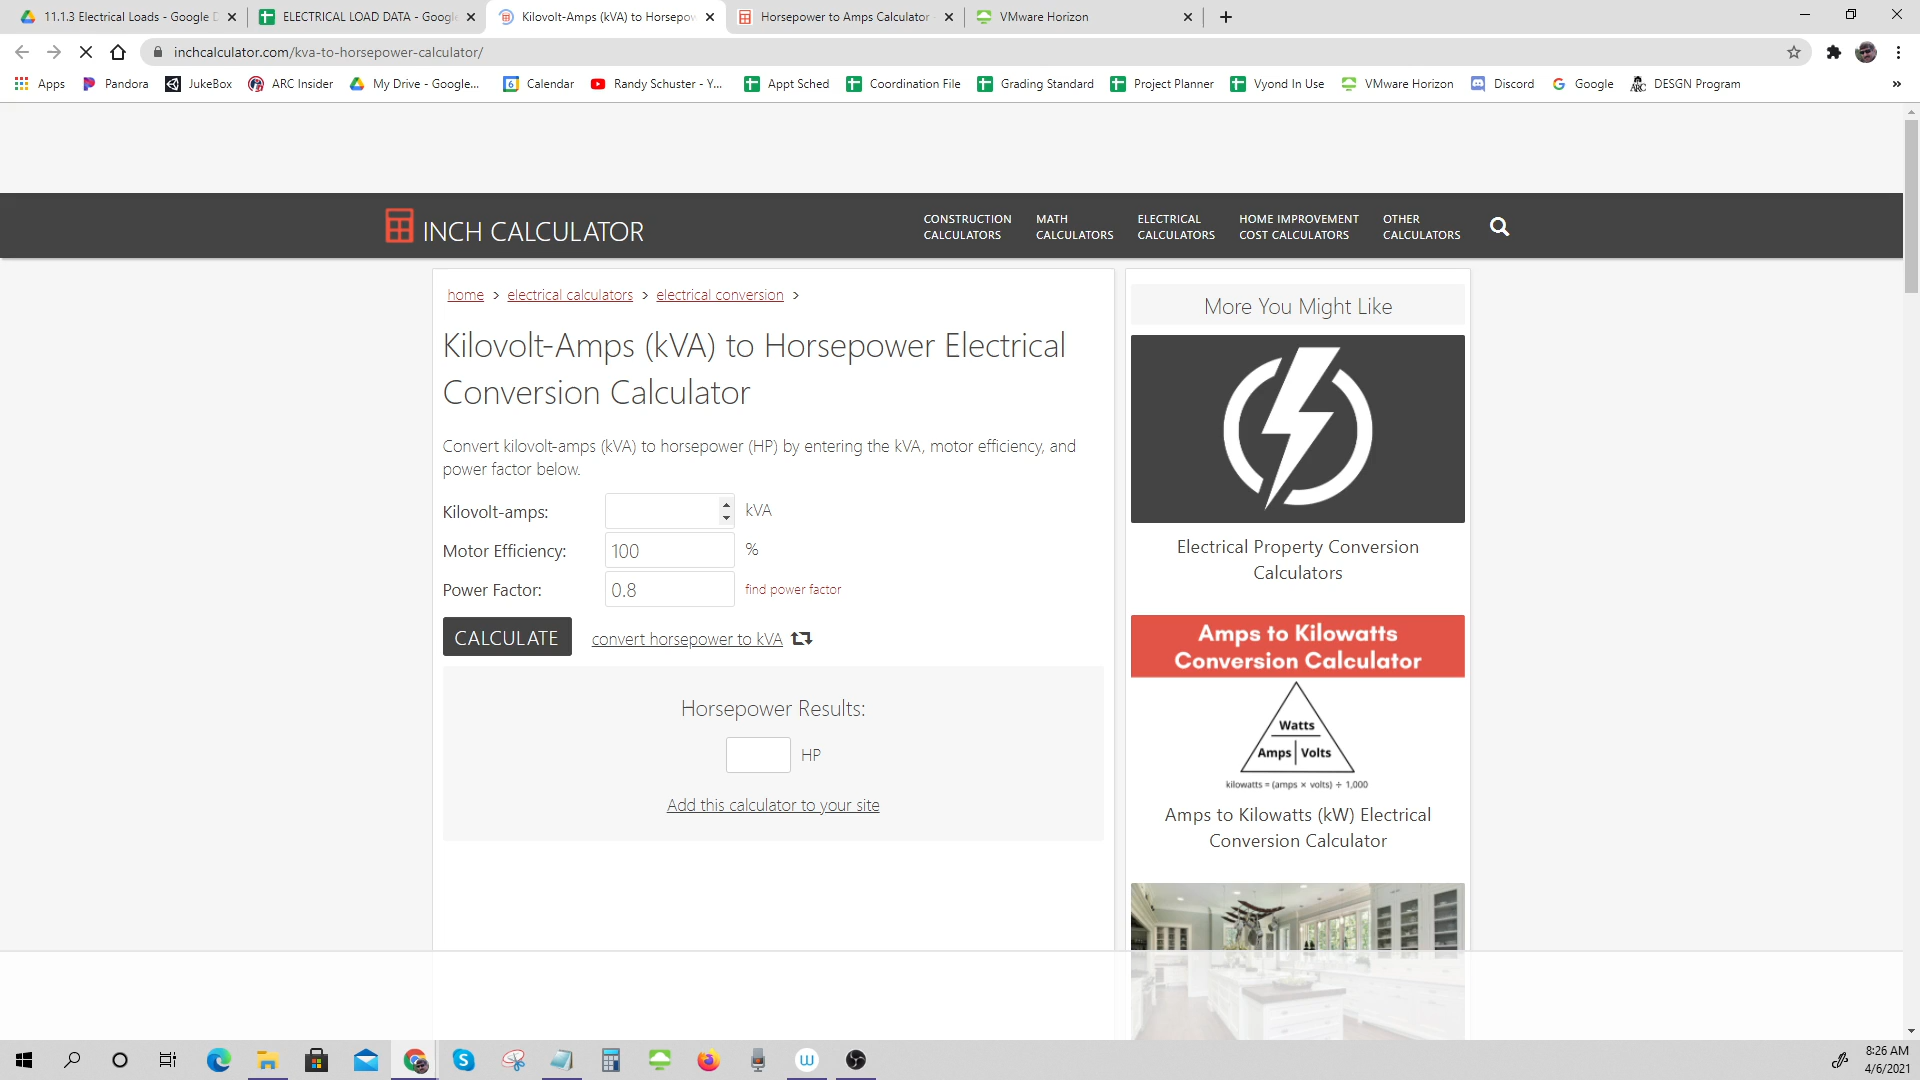 11.1.3 Electrical Loads - Google D
ELECTRICAL LOAD DATA - Googl
Kilovolt-Amps (kVA) to Horsepow
Horsepower to Amps Calculator
VMware Horizon
inchcalculator.com/kva-to-horsepower-calculator/
Apps
Pandora
JukeBox
ARC Insider
My Drive - Google...
Calendar
Randy Schuster - Y...
Appt Sched
Coordination File
Grading Standard
Project Planner
Vyond In Use
VMware Horizon
Discord
Google
DESGN Program
»
INCH CALCULATOR
CONSTRUCTION
CALCULATORS
MATH
CALCULATORS
ELECTRICAL
CALCULATORS
HOME IMPROVEMENT
COST CALCULATORS
OTHER
CALCULATORS
home > electrical calculators > electrical conversion >
Kilovolt-Amps (kVA) to Horsepower Electrical
Conversion Calculator
Convert kilovolt-amps (kVA) to horsepower (HP) by entering the kVA, motor efficiency, and
power factor below.
Kilovolt-amps: kVA
Motor Efficiency: 100 %
Power Factor: 0.8 find power factor
CALCULATE convert horsepower to kVA
Horsepower Results:
HP
Add this calculator to your site
More You Might Like
Electrical Property Conversion
Calculators
Amps to Kilowatts
Conversion Calculator
Watts
Amps Volts
kilowatts = (amps × volts) ÷ 1,000
Amps to Kilowatts (kW) Electrical
Conversion Calculator
8:26 AM
4/6/2021